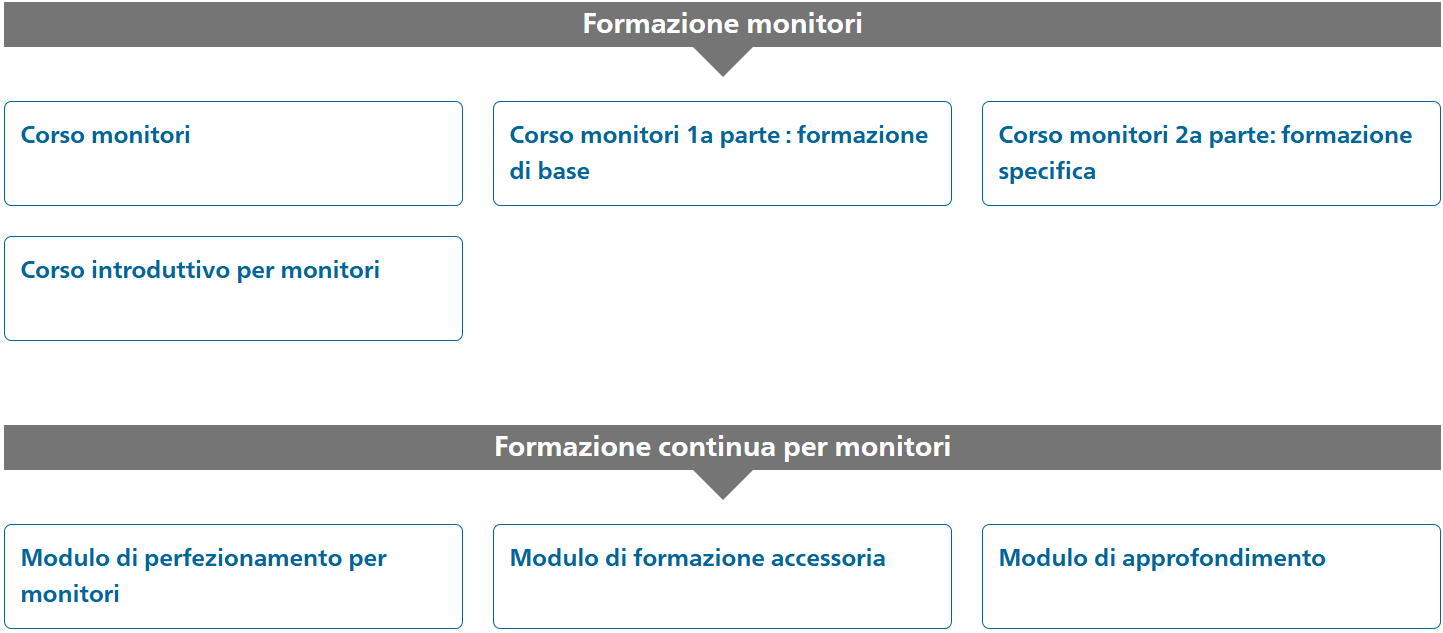 Formazione monitori
Corso monitori
Corso monitori 1a parte : formazione
di base
Corso monitori 2a parte: formazione
specifica
Corso introduttivo per monitori
Formazione continua per monitori
Modulo di perfezionamento per
monitori
Modulo di formazione accessoria
Modulo di approfondimento